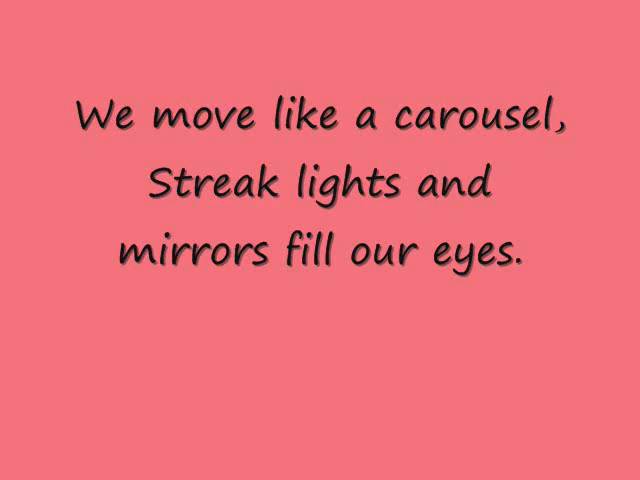 We move like a carousel,
Streak lights and
mirrors fill our eyes.